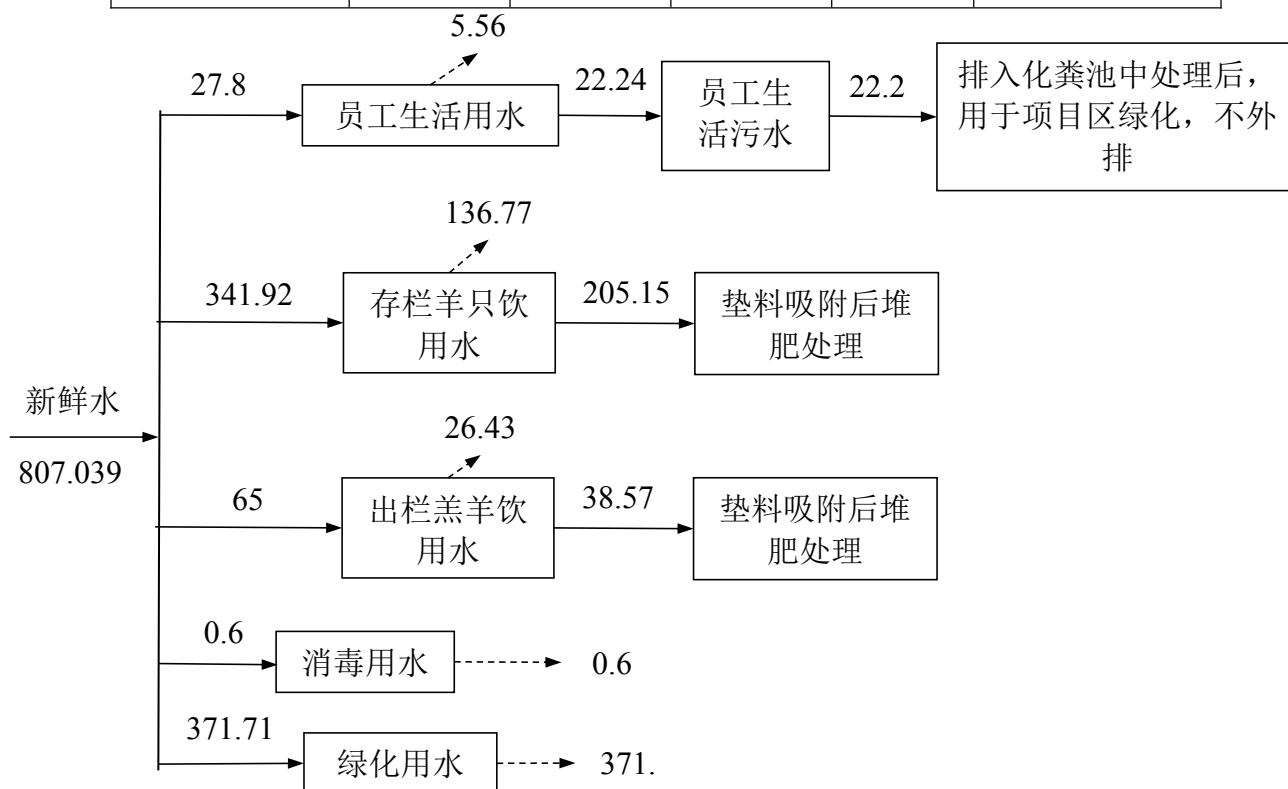 5.56
27.8
员工生活用水
22.24
员工生
活污水
22.2
排入化粪池中处理后，
用于项目区绿化，不外
排
136.77
341.92
存栏羊只饮
用水
205.15
垫料吸附后堆
肥处理
新鲜水
807.039
26.43
65
出栏羔羊饮
用水
38.57
垫料吸附后堆
肥处理
0.6
消毒用水
0.6
371.71
绿化用水
371.